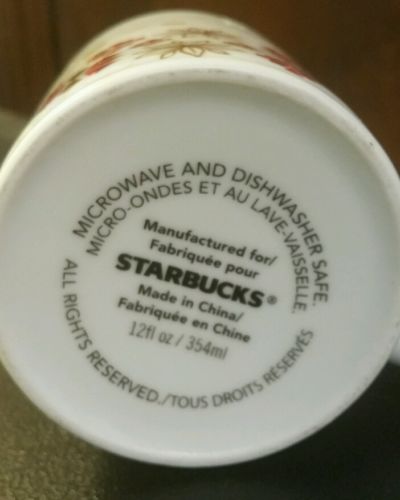 MICROWAVE AND DISHWASHER SAFE.
MICRO-ONDES ET AU LAVE-VAISSELLE.
Manufactured for/
Fabriquée pour
STARBUCKS®
Made in China/
Fabriquée en Chine
12fl oz / 354ml
ALL RIGHTS RESERVED./TOUS DROITS RÉSERVÉS